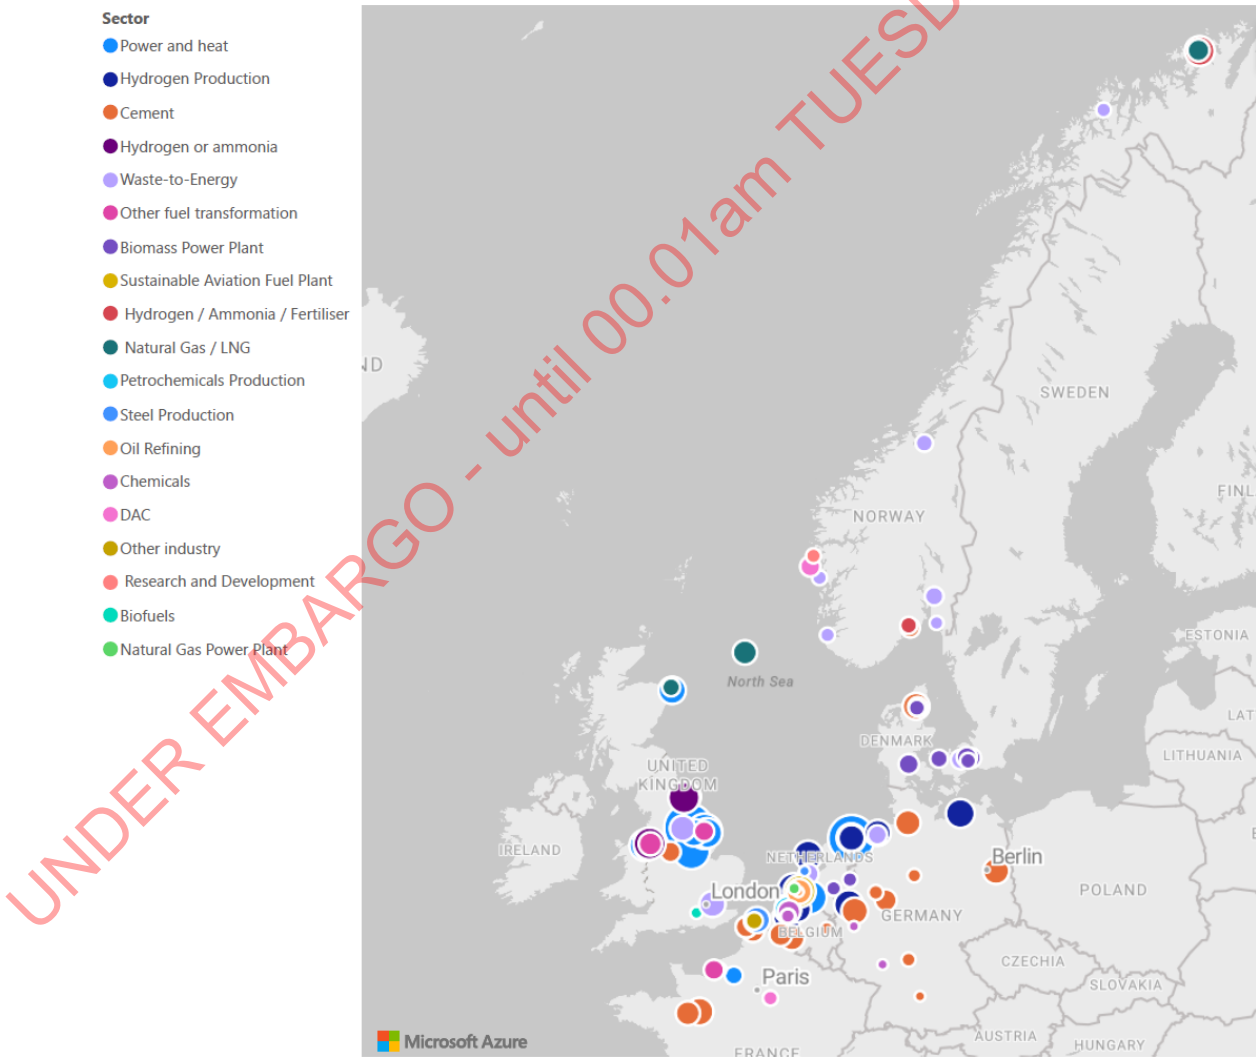 Sector
Power and heat
Hydrogen Production
Cement
Hydrogen or ammonia
Waste-to-Energy
Other fuel transformation
Biomass Power Plant
Sustainable Aviation Fuel Plant
Hydrogen / Ammonia / Fertiliser
Natural Gas / LNG
Petrochemicals Production
Steel Production
Oil Refining
Chemicals
DAC
Other industry
Research and Development
Biofuels
Natural Gas Power Plant
UNDER EMBARGO - until 00.01am TUESD
ND
SWEDEN
FINL
NORWAY
ESTONIA
North Sea
LAT
DENMARK
LITHUANIA
UNITED
KINGDOM
IRELAND
NETHERLANDS
Berlin
London
POLAND
GERMANY
BELGIUM
CZECHIA
Paris
SLOVAKIA
AUSTRIA
HUNGARY
Microsoft Azure
FRANCE